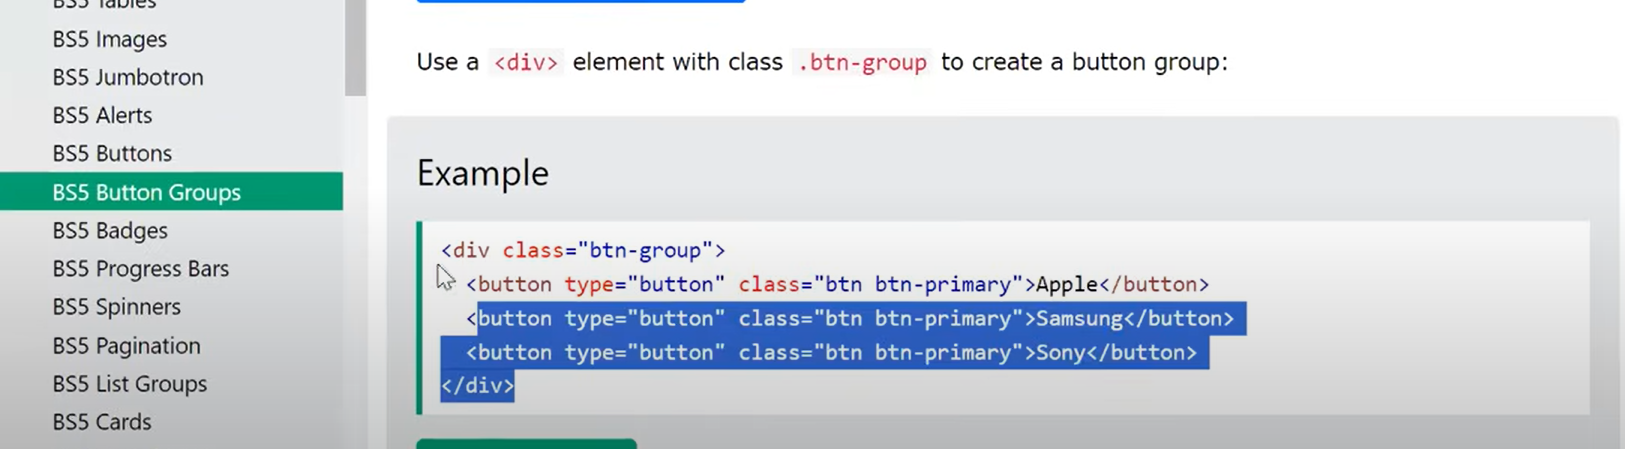 BS5 Tables
BS5 Images
BS5 Jumbotron
BS5 Alerts
BS5 Buttons
BS5 Button Groups
BS5 Badges
BS5 Progress Bars
BS5 Spinners
BS5 Pagination
BS5 List Groups
BS5 Cards
Use a <div> element with class .btn-group to create a button group:
Example
<div class="btn-group">
  <button type="button" class="btn btn-primary">Apple</button>
  <button type="button" class="btn btn-primary">Samsung</button>
  <button type="button" class="btn btn-primary">Sony</button>
</div>